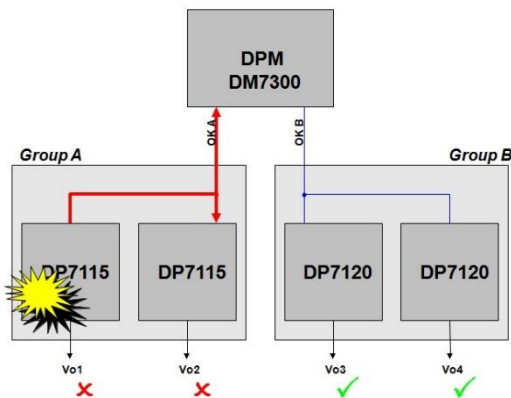 DPM
DM7300
OK A
OK B
Group A
Group B
DP7115
DP7115
DP7120
DP7120
Vo1
Vo2
Vo3
Vo4